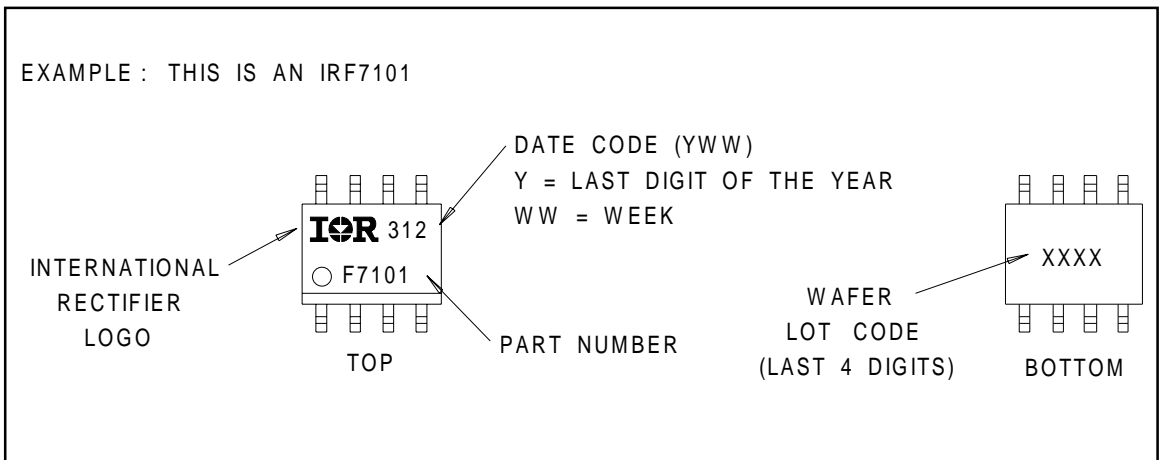 EXAMPLE : THIS IS AN IRF7101
DATE CODE (YWW)
Y = LAST DIGIT OF THE YEAR
WW = WEEK
IOR 312
F7101
INTERNATIONAL
RECTIFIER
LOGO
TOP
PART NUMBER
XXXX
WAFER
LOT CODE
(LAST 4 DIGITS)
BOTTOM